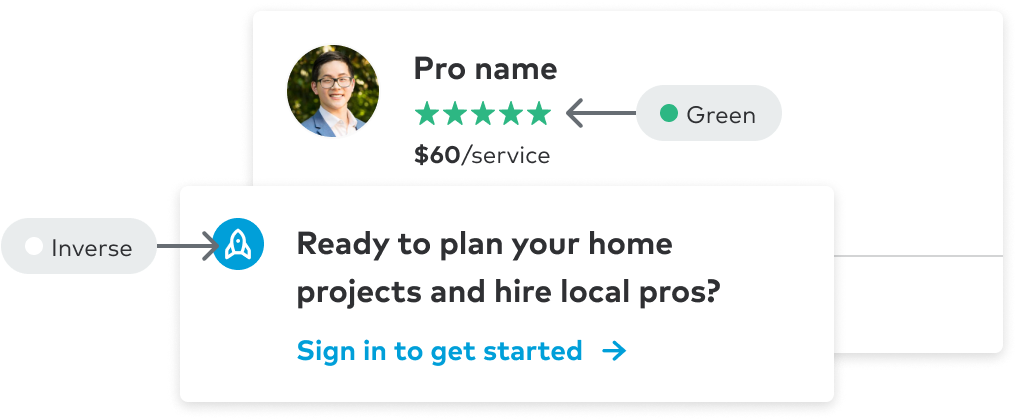 Pro name
Green
$60/service
Inverse
Ready to plan your home
projects and hire local pros?
Sign in to get started